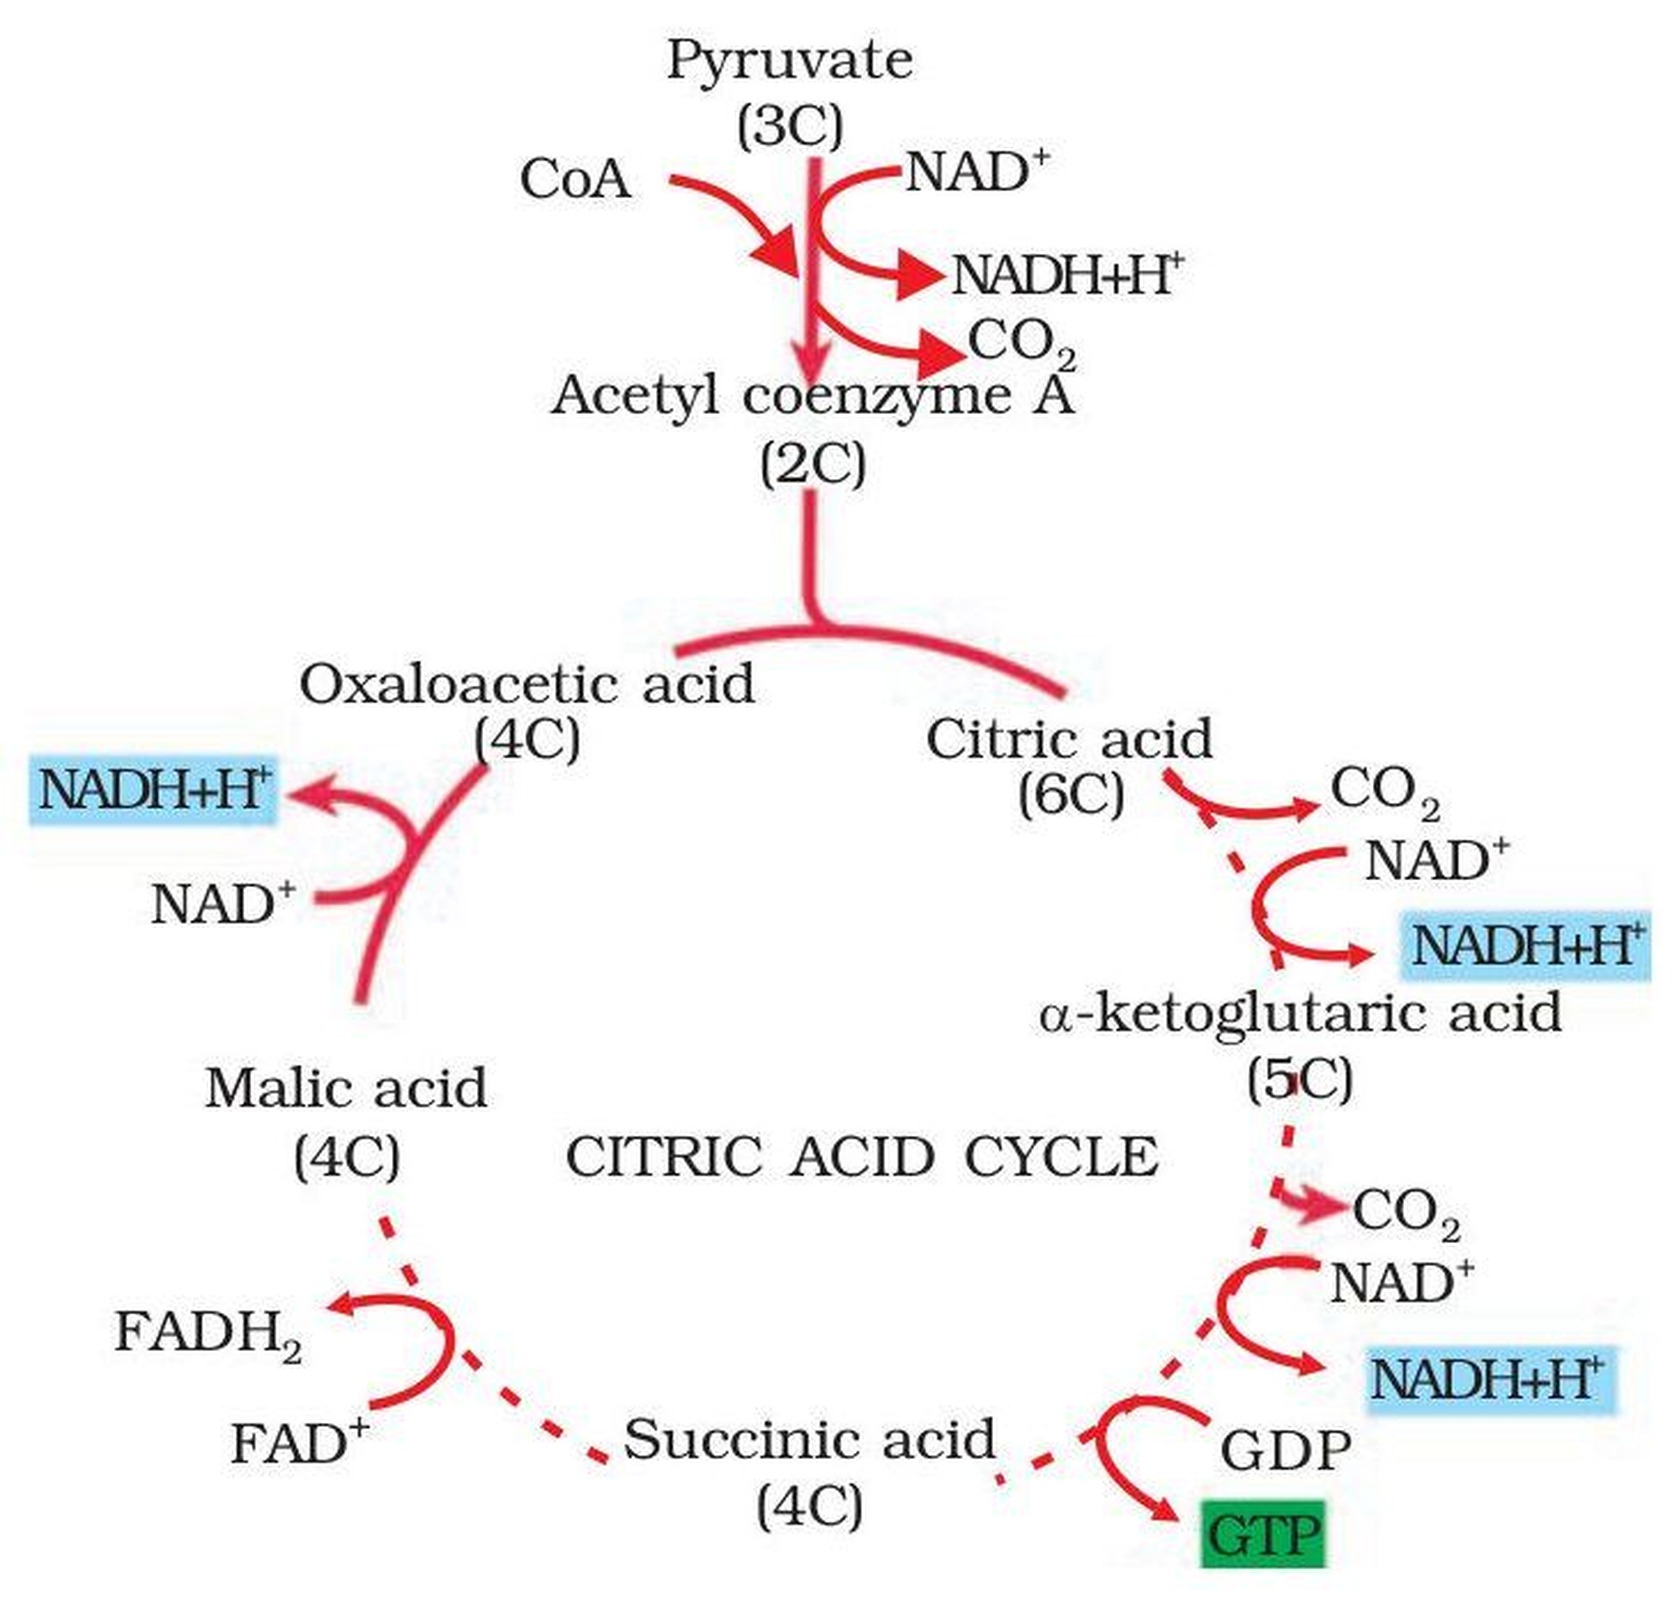 Pyruvate
(3C)
CoA
NAD⁺
NADH+H⁺
CO₂
Acetyl coenzyme A
(2C)
Oxaloacetic acid
(4C)
Citric acid
(6C)
CO₂
NAD⁺
NADH+H⁺
α-ketoglutaric acid
(5C)
CO₂
NAD⁺
NADH+H⁺
GDP
GTP
Succinic acid
(4C)
FAD⁺
FADH₂
Malic acid
(4C)
NAD⁺
NADH+H⁺
CITRIC ACID CYCLE